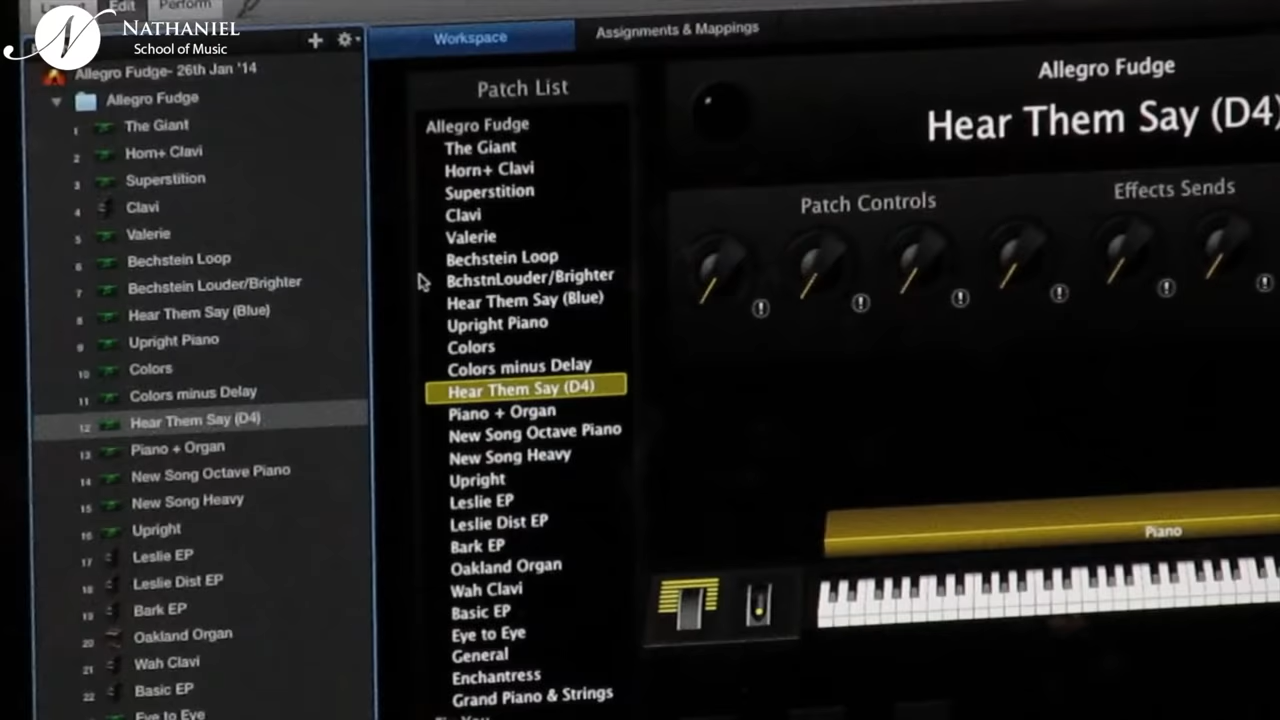 NATHANIEL
School of Music
Edit
Perform
Workspace
Assignments & Mappings
Allegro Fudge- 26th Jan '14
Allegro Fudge
1 The Giant
2 Horn+ Clavi
3 Superstition
4 Clavi
5 Valerie
6 Bechstein Loop
7 Bechstein Louder/Brighter
8 Hear Them Say (Blue)
9 Upright Piano
10 Colors
11 Colors minus Delay
12 Hear Them Say (D4)
13 Piano + Organ
14 New Song Octave Piano
15 New Song Heavy
16 Upright
17 Leslie EP
18 Leslie Dist EP
19 Bark EP
20 Oakland Organ
21 Wah Clavi
22 Basic EP
Eye to Eye
Patch List
Allegro Fudge
The Giant
Horn+ Clavi
Superstition
Clavi
Valerie
Bechstein Loop
BchstnLouder/Brighter
Hear Them Say (Blue)
Upright Piano
Colors
Colors minus Delay
Hear Them Say (D4)
Piano + Organ
New Song Octave Piano
New Song Heavy
Upright
Leslie EP
Leslie Dist EP
Bark EP
Oakland Organ
Wah Clavi
Basic EP
Eye to Eye
General
Enchantress
Grand Piano & Strings
Allegro Fudge
Hear Them Say (D4)
Patch Controls
Effects Sends
Piano